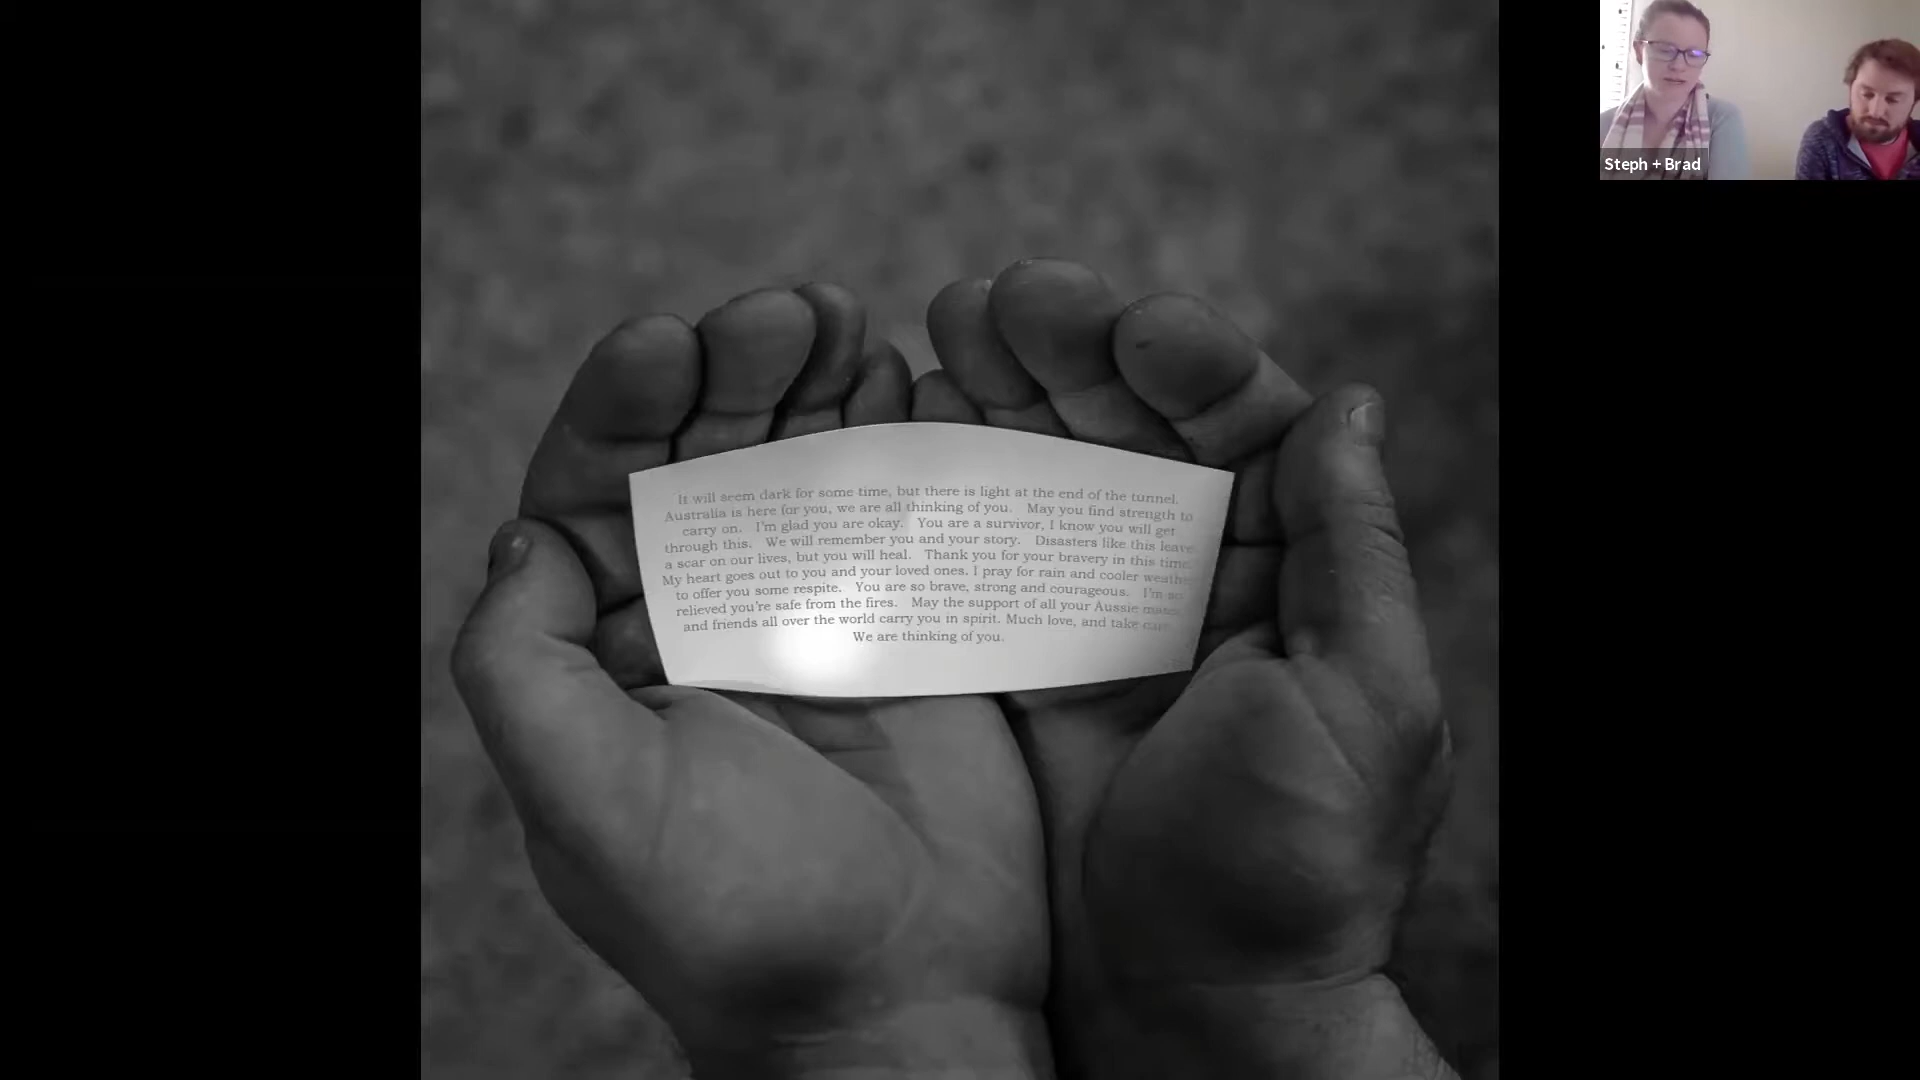 It will seem dark for some time, but there is light at the end of the tunnel.
Australia is here for you, we are all thinking of you. May you find strength to
carry on. I'm glad you are okay. You are a survivor, I know you will get
through this. We will remember you and your story. Disasters like this leave
a scar on our lives, but you will heal. Thank you for your bravery in this time.
My heart goes out to you and your loved ones. I pray for rain and cooler weather
to offer you some respite. You are so brave, strong and courageous. I'm so
relieved you're safe from the fires. May the support of all your Aussie mates
and friends all over the world carry you in spirit. Much love, and take care.
We are thinking of you.
Steph + Brad